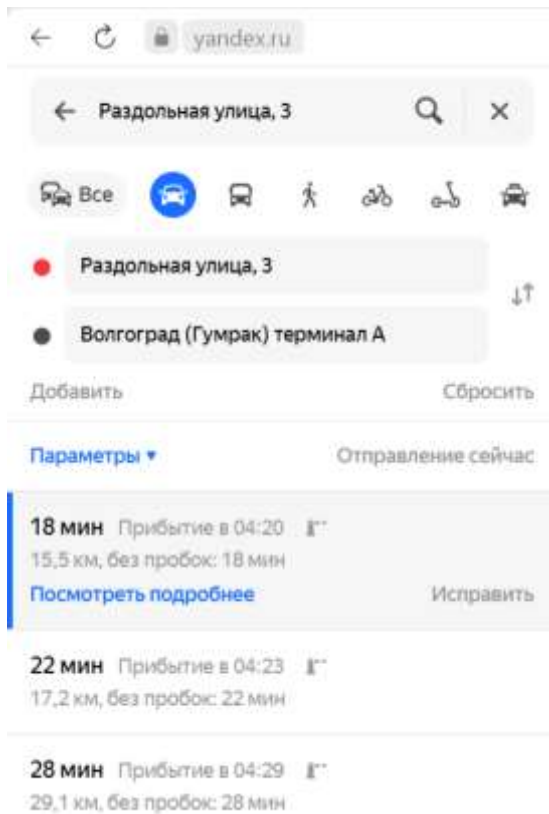 yandex.ru
Раздольная улица, 3
Все
Раздольная улица, 3
Волгоград (Гумрак) терминал А
Добавить Сбросить
Параметры Отправление сейчас
18 мин Прибытие в 04:20
15,5 км, без пробок: 18 мин
Посмотреть подробнее Исправить
22 мин Прибытие в 04:23
17,2 км, без пробок: 22 мин
28 мин Прибытие в 04:29
29,1 км, без пробок: 28 мин